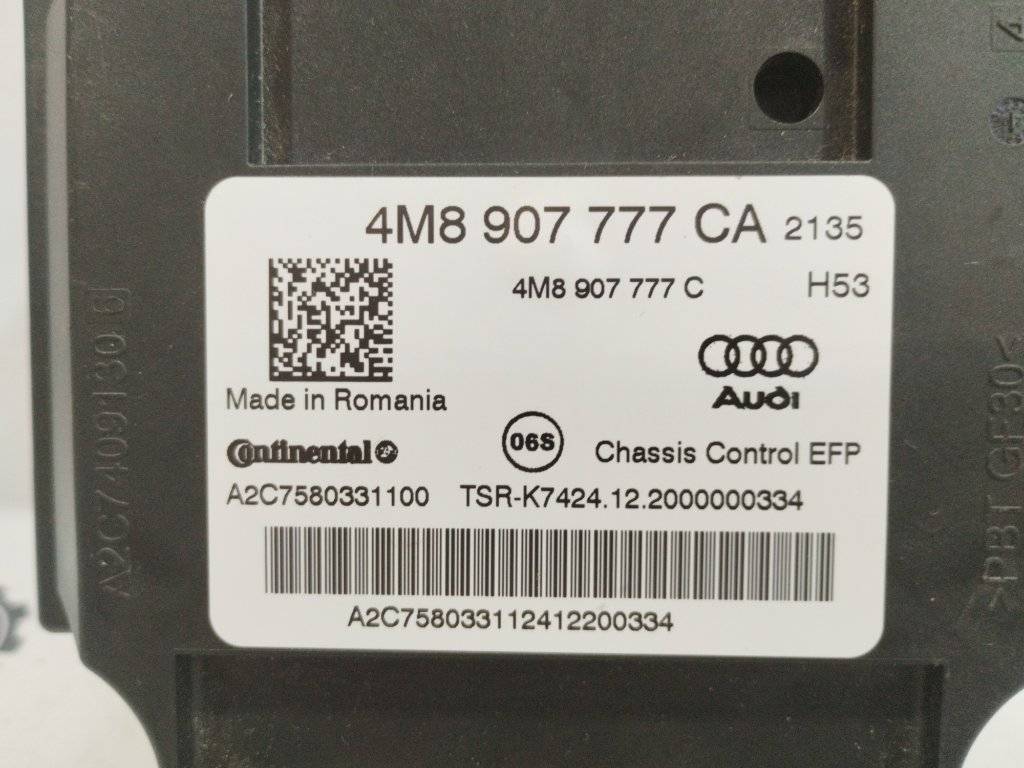 4M8 907 777 CA 2135
4M8 907 777 C H53
Audi
Made in Romania
Continental
06S
Chassis Control EFP
A2C7580331100 TSR-K7424.12.2000000334
A2C758033112412200334
A2C7409130
>PBT GF30<